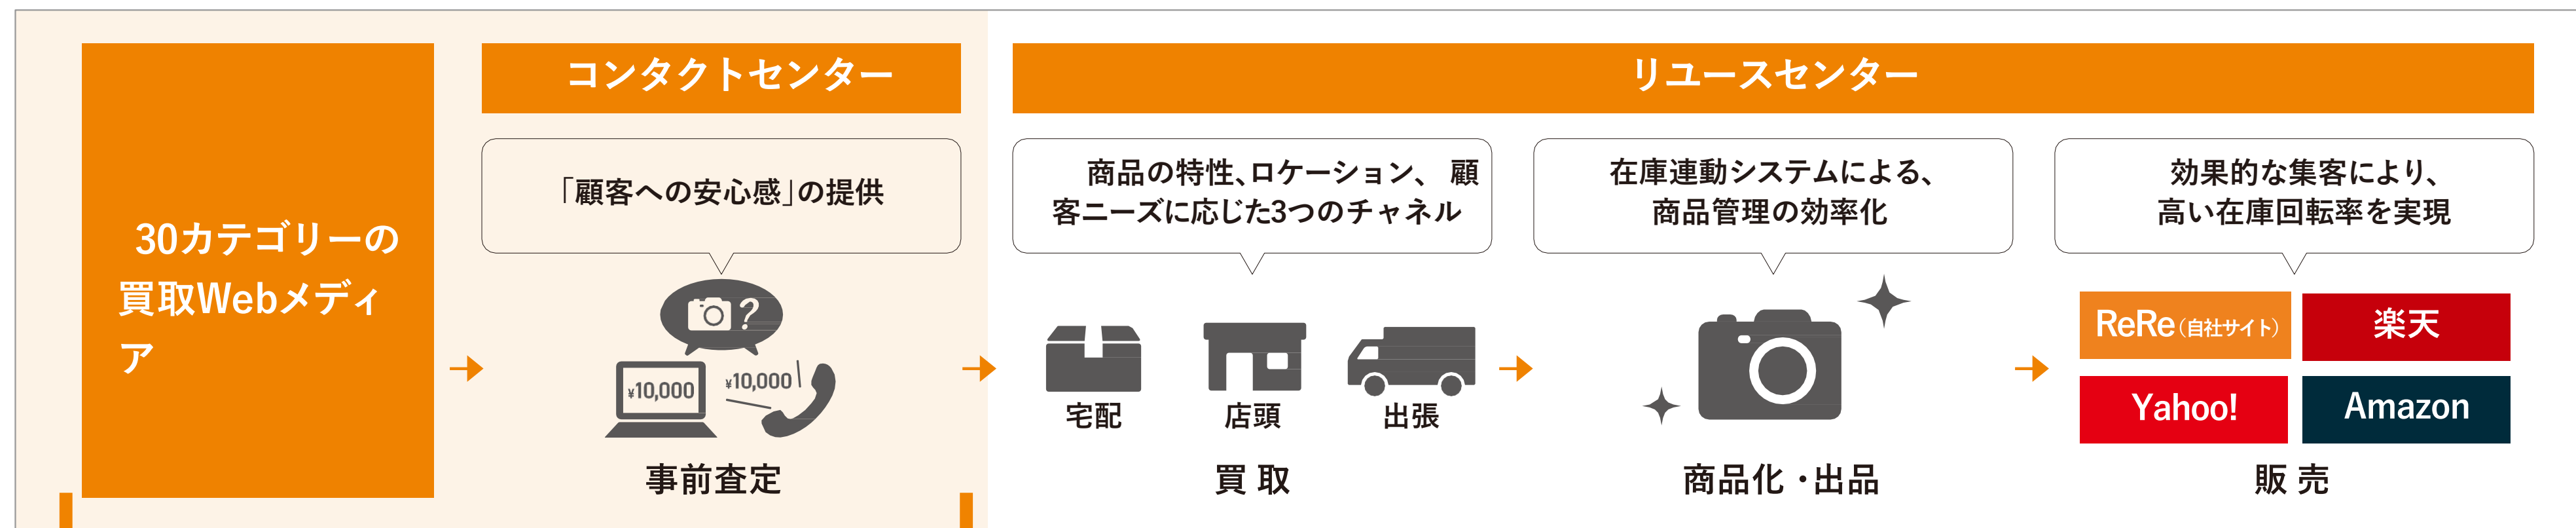 30カテゴリーの
買取Webメディ
ア
コンタクトセンター
「顧客への安心感」の提供
?
¥10,000
¥10,000
事前査定
リユースセンター
商品の特性、ロケーション、 顧
客ニーズに応じた3つのチャネル
宅配
店頭
出張
買 取
在庫連動システムによる、
商品管理の効率化
商品化・出品
効果的な集客により、
高い在庫回転率を実現
ReRe(自社サイト)
楽天
Yahoo!
Amazon
販 売